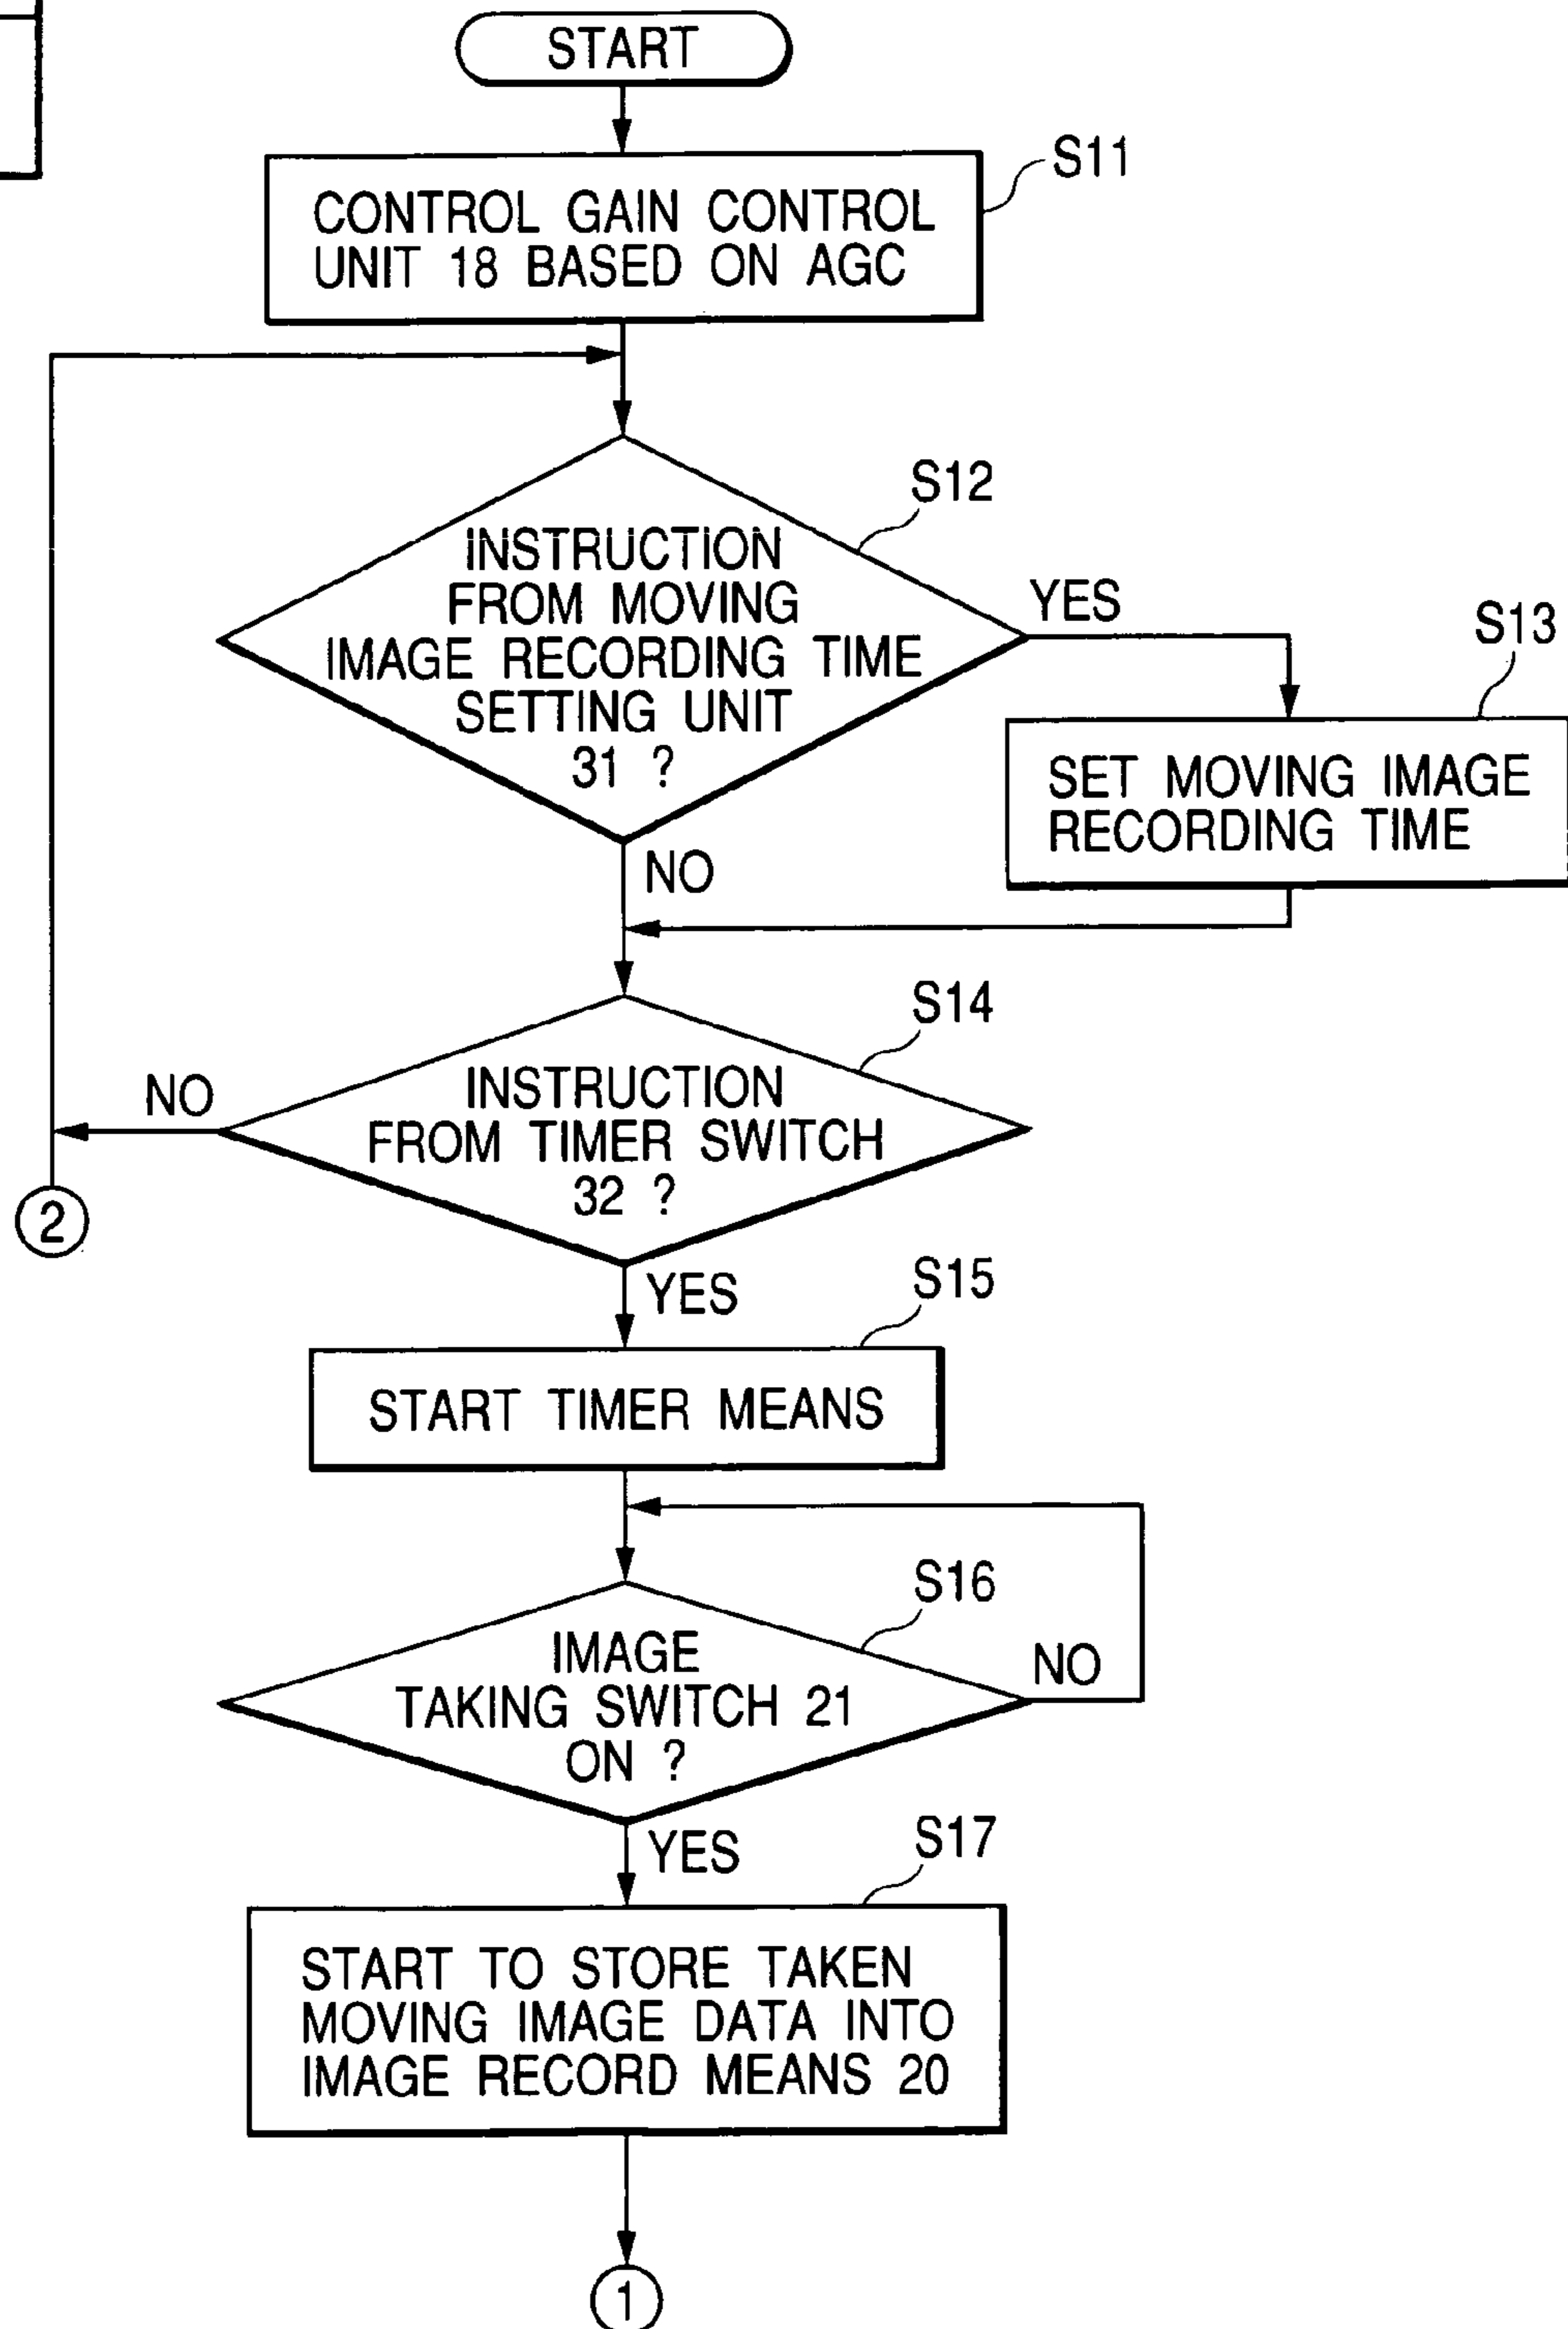 START
S11
CONTROL GAIN CONTROL
UNIT 18 BASED ON AGC
S12
INSTRUCTION
FROM MOVING
IMAGE RECORDING TIME
SETTING UNIT
31 ?
YES
S13
SET MOVING IMAGE
RECORDING TIME
NO
S14
INSTRUCTION
FROM TIMER SWITCH
32 ?
NO
2
YES
S15
START TIMER MEANS
S16
IMAGE
TAKING SWITCH 21
ON ?
NO
YES
S17
START TO STORE TAKEN
MOVING IMAGE DATA INTO
IMAGE RECORD MEANS 20
1